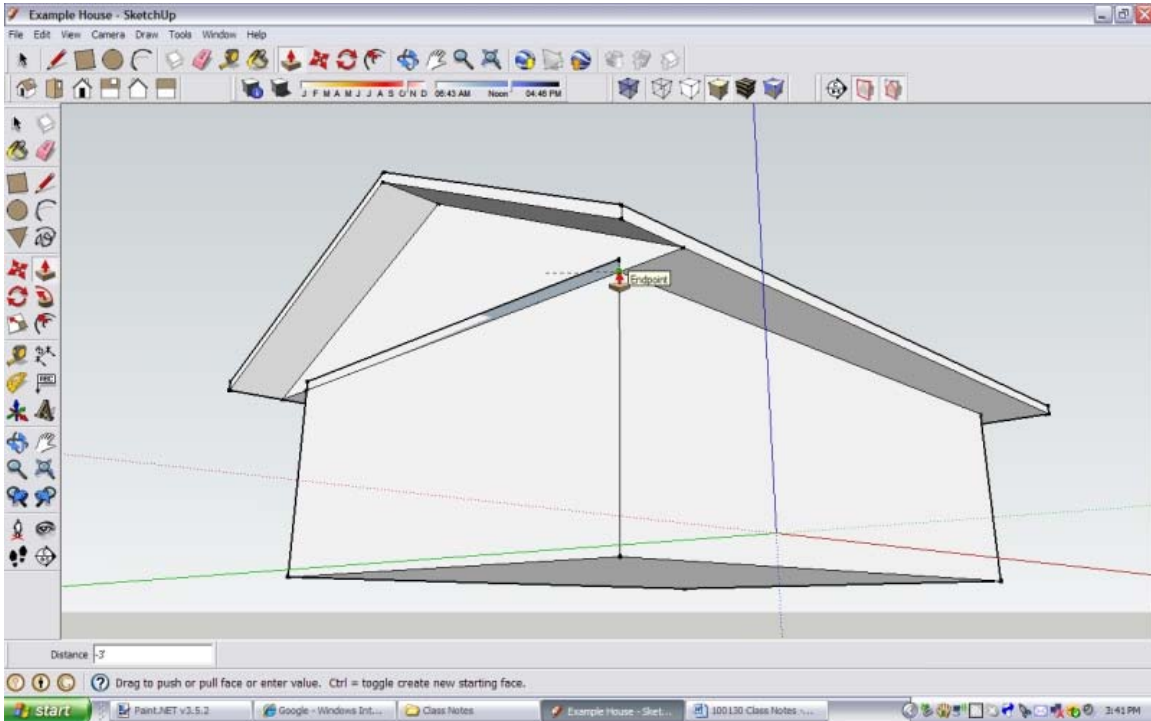 Example House - SketchUp
File Edit View Camera Draw Tools Window Help
J F M A M J J A S O N D 06:43 AM Noon 04:46 PM
Endpoint
Distance -3'
Drag to push or pull face or enter value. Ctrl = toggle create new starting face.
start Paint.NET v3.5.2 Google - Windows Int... Class Notes Example House - Sket... 100130 Class Notes -... 3:41 PM